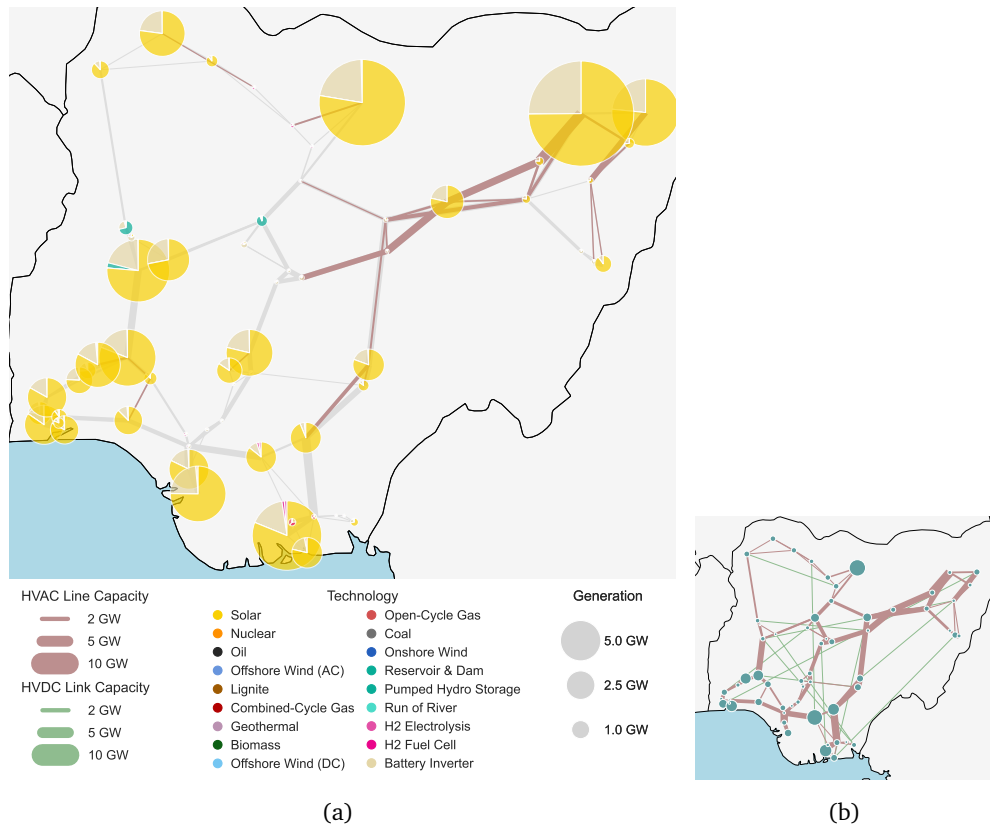 HVAC Line Capacity
2 GW
5 GW
10 GW
HVDC Link Capacity
2 GW
5 GW
10 GW
Technology
Solar
Nuclear
Oil
Offshore Wind (AC)
Lignite
Combined-Cycle Gas
Geothermal
Biomass
Offshore Wind (DC)
Open-Cycle Gas
Coal
Onshore Wind
Reservoir & Dam
Pumped Hydro Storage
Run of River
H2 Electrolysis
H2 Fuel Cell
Battery Inverter
Generation
5.0 GW
2.5 GW
1.0 GW
(a)
(b)